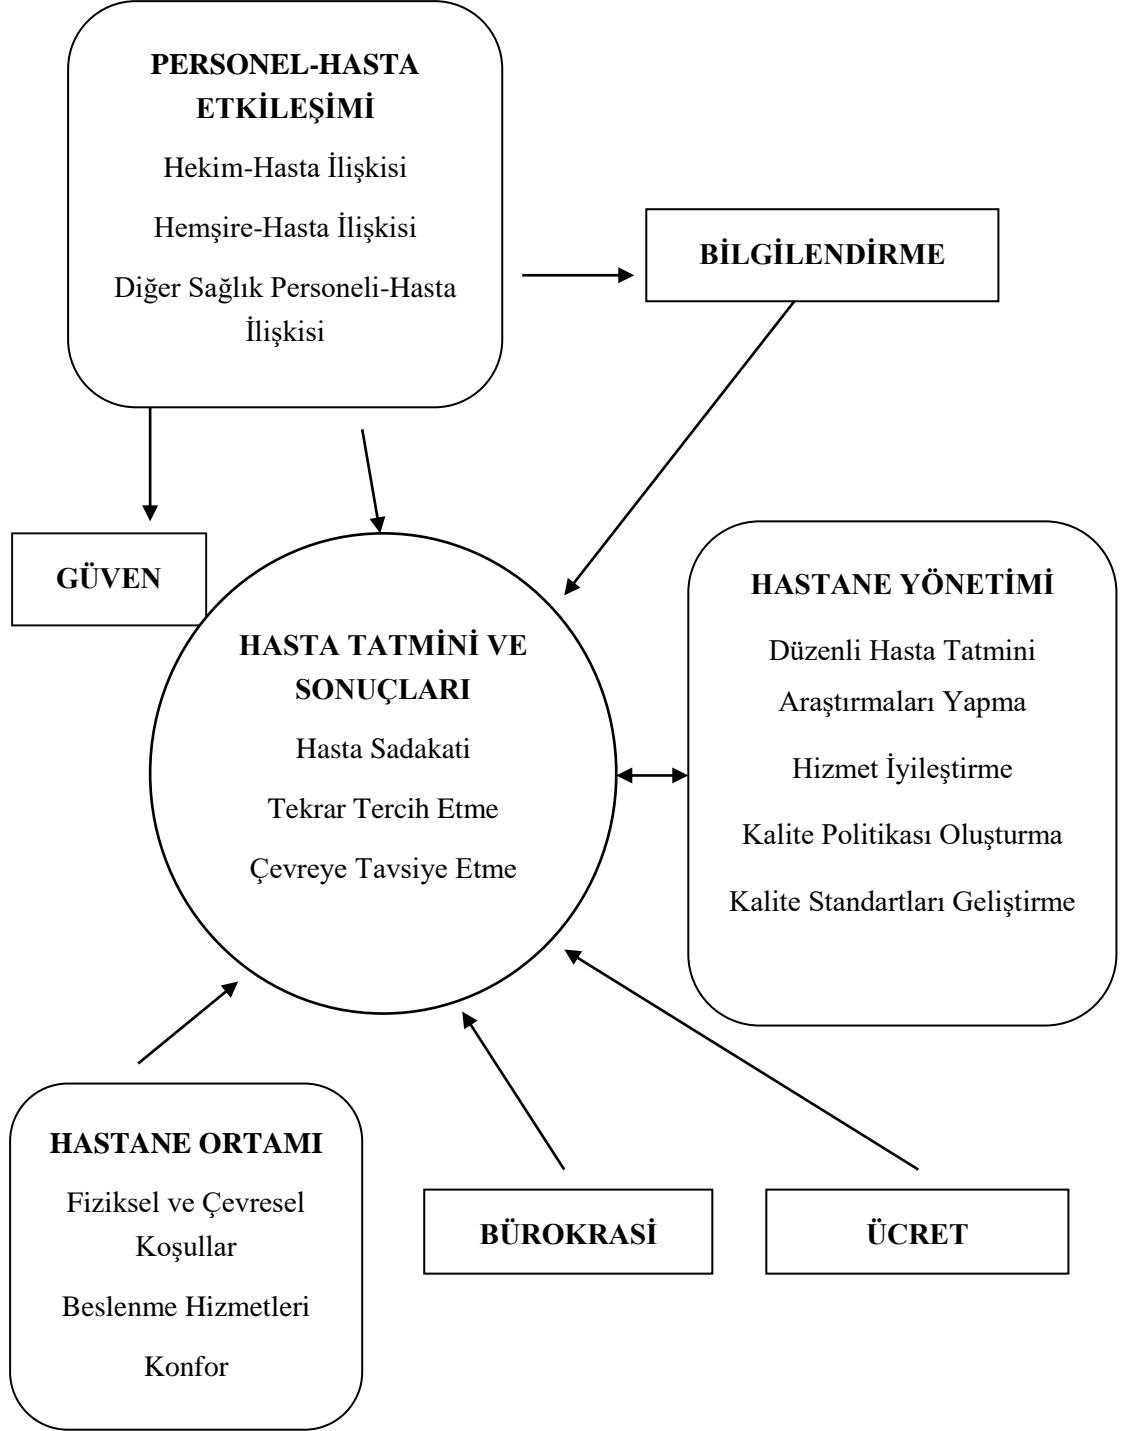 PERSONEL-HASTA
ETKİLEŞİMİ
Hekim-Hasta İlişkisi
Hemşire-Hasta İlişkisi
Diğer Sağlık Personeli-Hasta
İlişkisi
BİLGİLENDİRME
GÜVEN
HASTA TATMİNİ VE
SONUÇLARI
Hasta Sadakati
Tekrar Tercih Etme
Çevreye Tavsiye Etme
HASTANE YÖNETİMİ
Düzenli Hasta Tatmini
Araştırmaları Yapma
Hizmet İyileştirme
Kalite Politikası Oluşturma
Kalite Standartları Geliştirme
HASTANE ORTAMI
Fiziksel ve Çevresel
Koşullar
Beslenme Hizmetleri
Konfor
BÜROKRASİ
ÜCRET